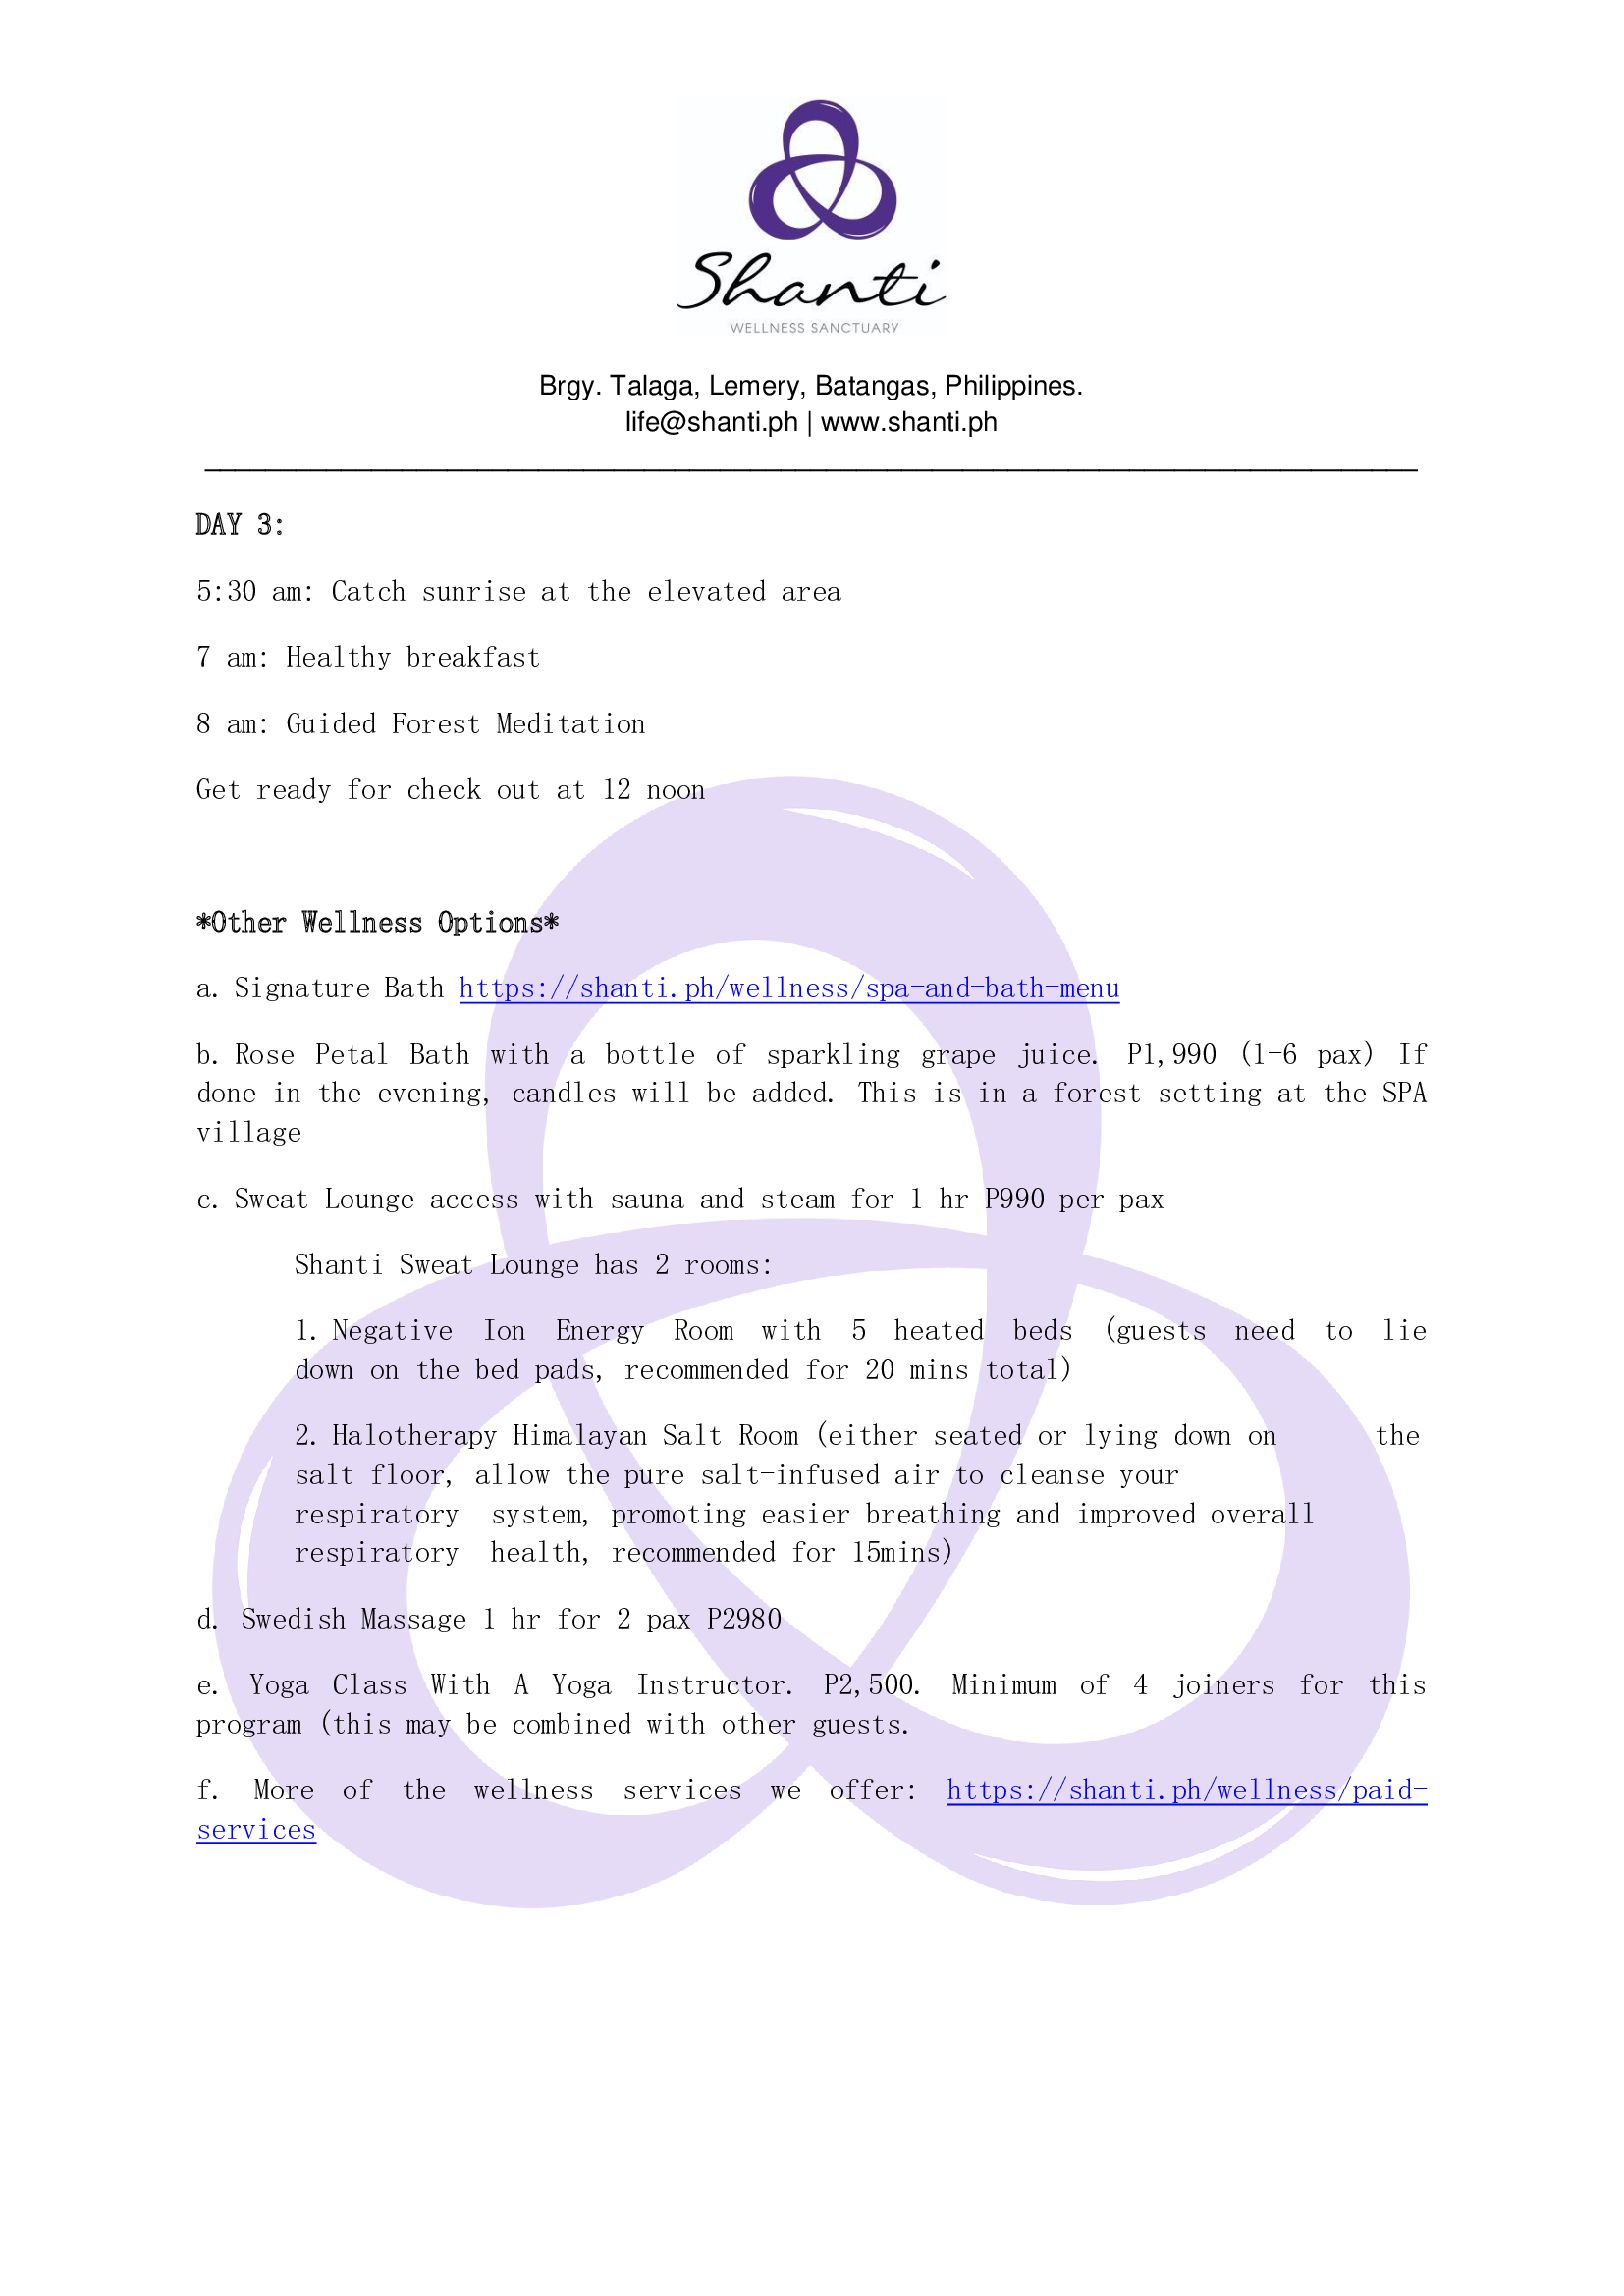 Shanti
WELLNESS SANCTUARY
Brgy. Talaga, Lemery, Batangas, Philippines.
life@shanti.ph | www.shanti.ph
DAY 3:
5:30 am: Catch sunrise at the elevated area
7 am: Healthy breakfast
8 am: Guided Forest Meditation
Get ready for check out at 12 noon
*Other Wellness Options*
a. Signature Bath https://shanti.ph/wellness/spa-and-bath-menu
b. Rose Petal Bath with a bottle of sparkling grape juice. P1,990 (1-6 pax) If
done in the evening, candles will be added. This is in a forest setting at the SPA
village
c. Sweat Lounge access with sauna and steam for 1 hr P990 per pax
Shanti Sweat Lounge has 2 rooms:
1. Negative Ion Energy Room with 5 heated beds (guests need to lie
down on the bed pads, recommended for 20 mins total)
2. Halotherapy Himalayan Salt Room (either seated or lying down on the
salt floor, allow the pure salt-infused air to cleanse your
respiratory system, promoting easier breathing and improved overall
respiratory health, recommended for 15mins)
d. Swedish Massage 1 hr for 2 pax P2980
e. Yoga Class With A Yoga Instructor. P2,500. Minimum of 4 joiners for this
program (this may be combined with other guests.
f. More of the wellness services we offer: https://shanti.ph/wellness/paid-
services